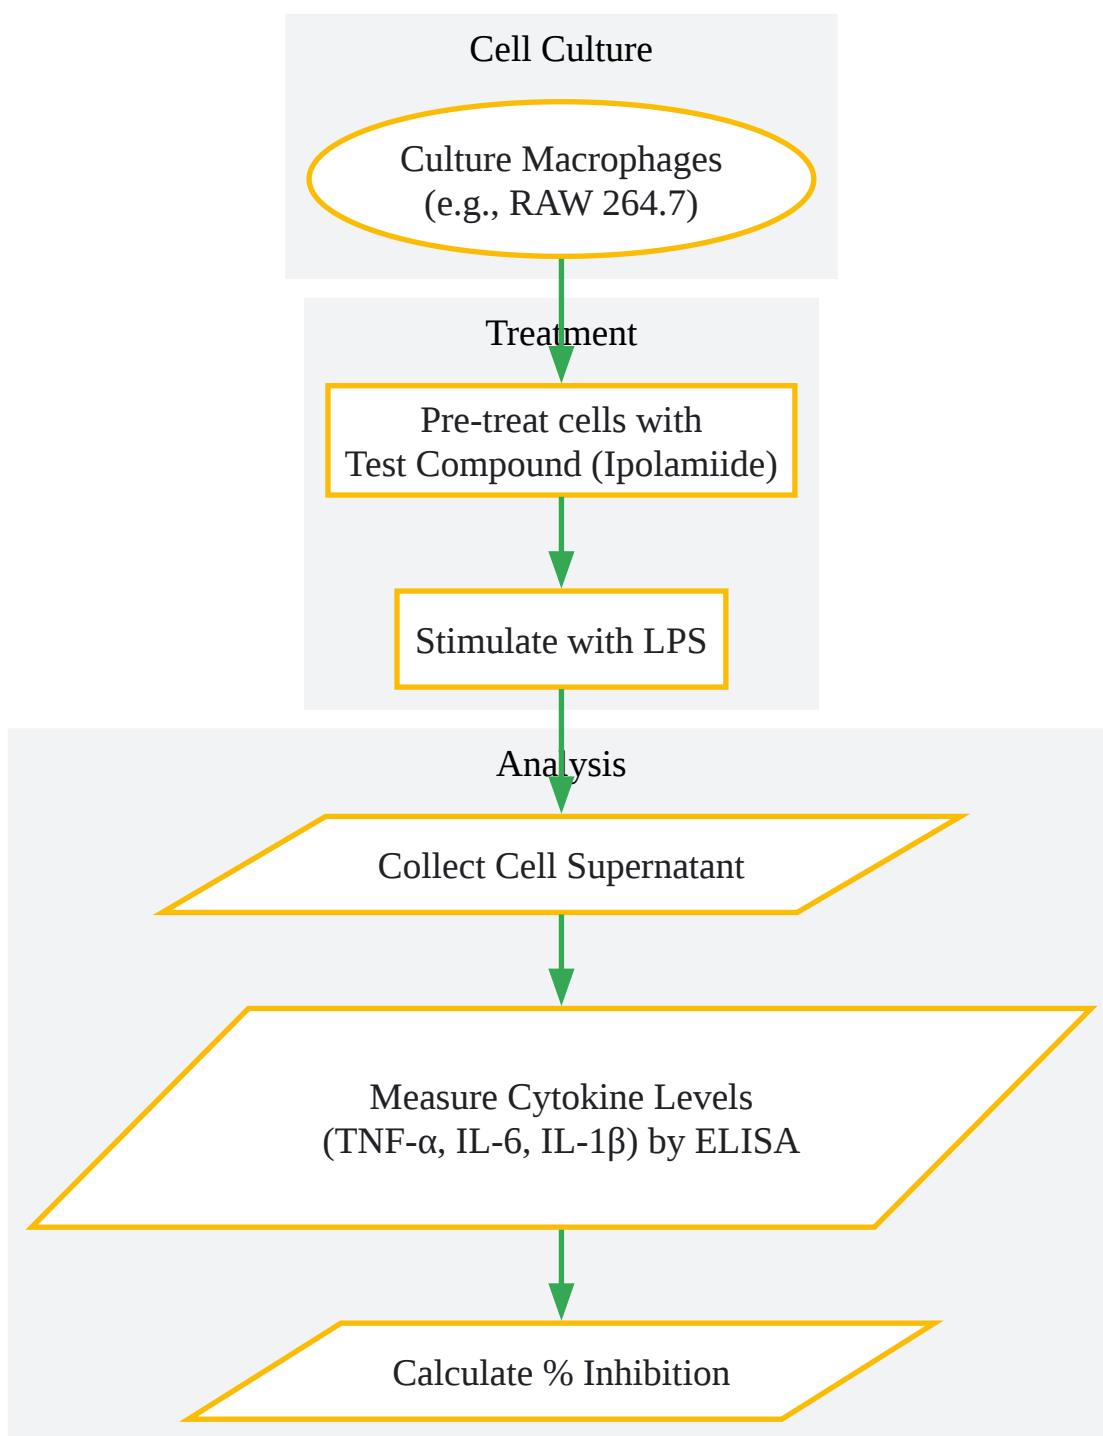 Cell Culture
Culture Macrophages
(e.g., RAW 264.7)
Treatment
Pre-treat cells with
Test Compound (Ipolamiide)
Stimulate with LPS
Analysis
Collect Cell Supernatant
Measure Cytokine Levels
(TNF-α, IL-6, IL-1β) by ELISA
Calculate % Inhibition